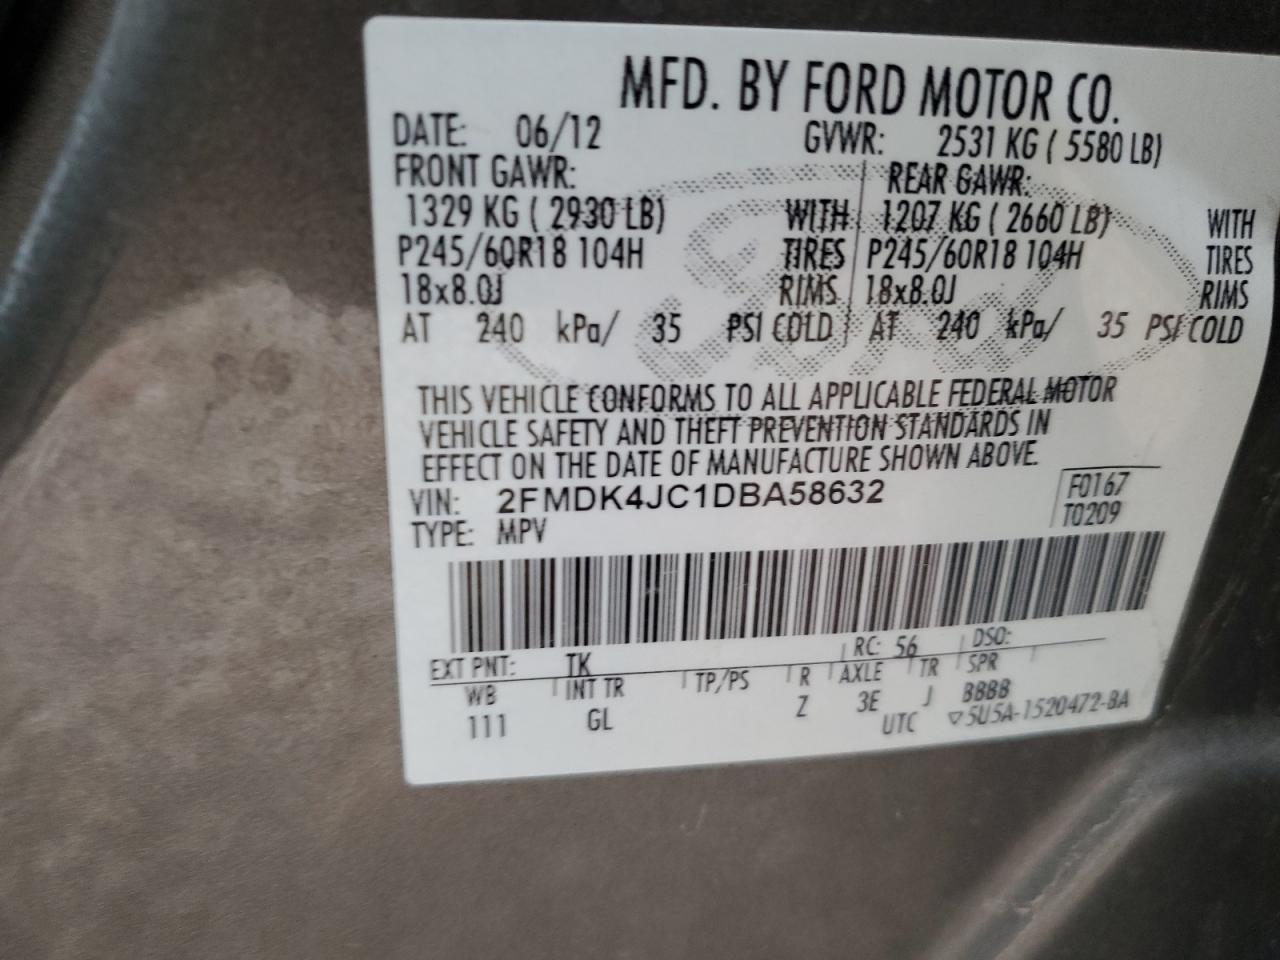 MFD. BY FORD MOTOR CO.
DATE: 06/12 GVWR: 2531 KG ( 5580 LB)
FRONT GAWR: REAR GAWR:
1329 KG ( 2930 LB) WITH 1207 KG ( 2660 LB) WITH
P245/60R18 104H TIRES P245/60R18 104H TIRES
18x8.0J RIMS 18x8.0J RIMS
AT 240 kPa/ 35 PSI COLD AT 240 kPa/ 35 PSI COLD
Ford
THIS VEHICLE CONFORMS TO ALL APPLICABLE FEDERAL MOTOR
VEHICLE SAFETY AND THEFT PREVENTION STANDARDS IN
EFFECT ON THE DATE OF MANUFACTURE SHOWN ABOVE.
VIN: 2FMDK4JC1DBA58632 F0167
TYPE: MPV T0209
EXT PNT: TK RC: 56 DSO:
WB INT TR TP/PS R AXLE TR SPR
111 GL Z 3E J BBBB
UTC ▽5U5A-1520472-BA